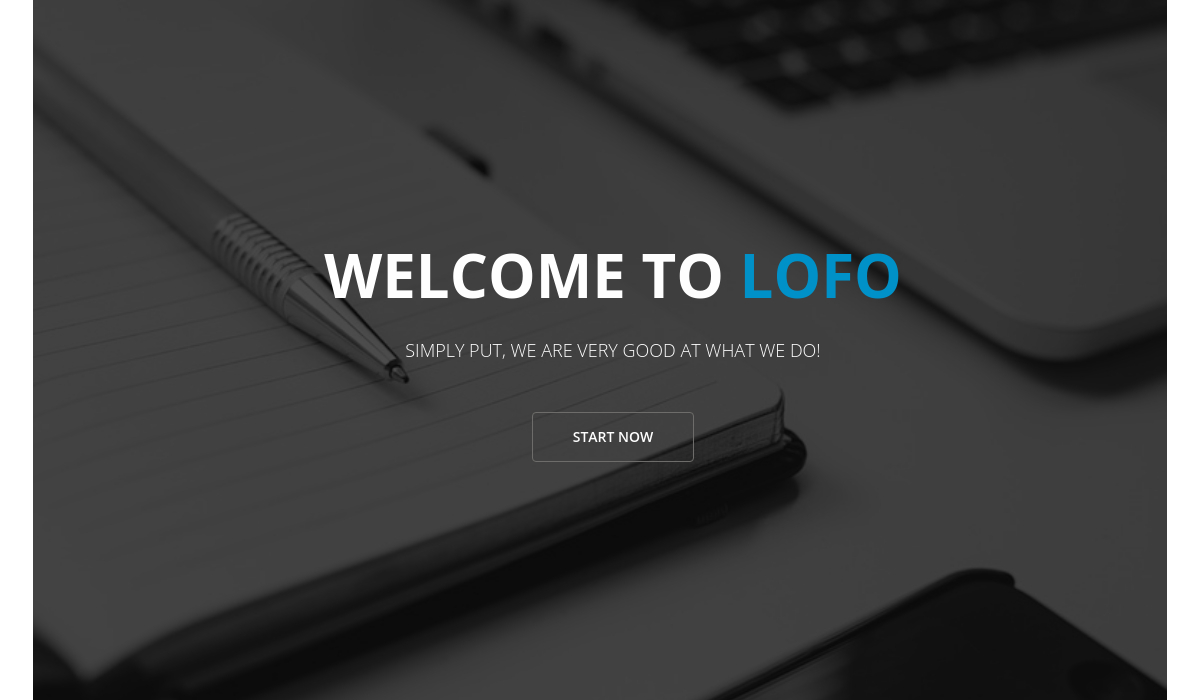 WELCOME TO LOFO
SIMPLY PUT, WE ARE VERY GOOD AT WHAT WE DO!
START NOW